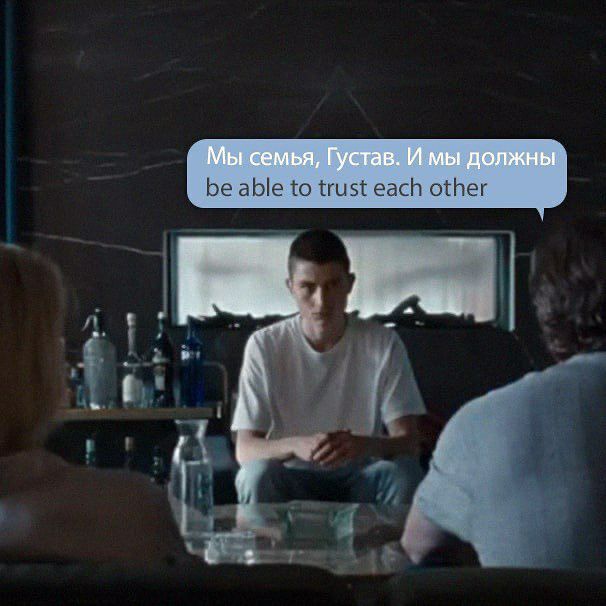 Мы семья, Густав. И мы должны
be able to trust each other